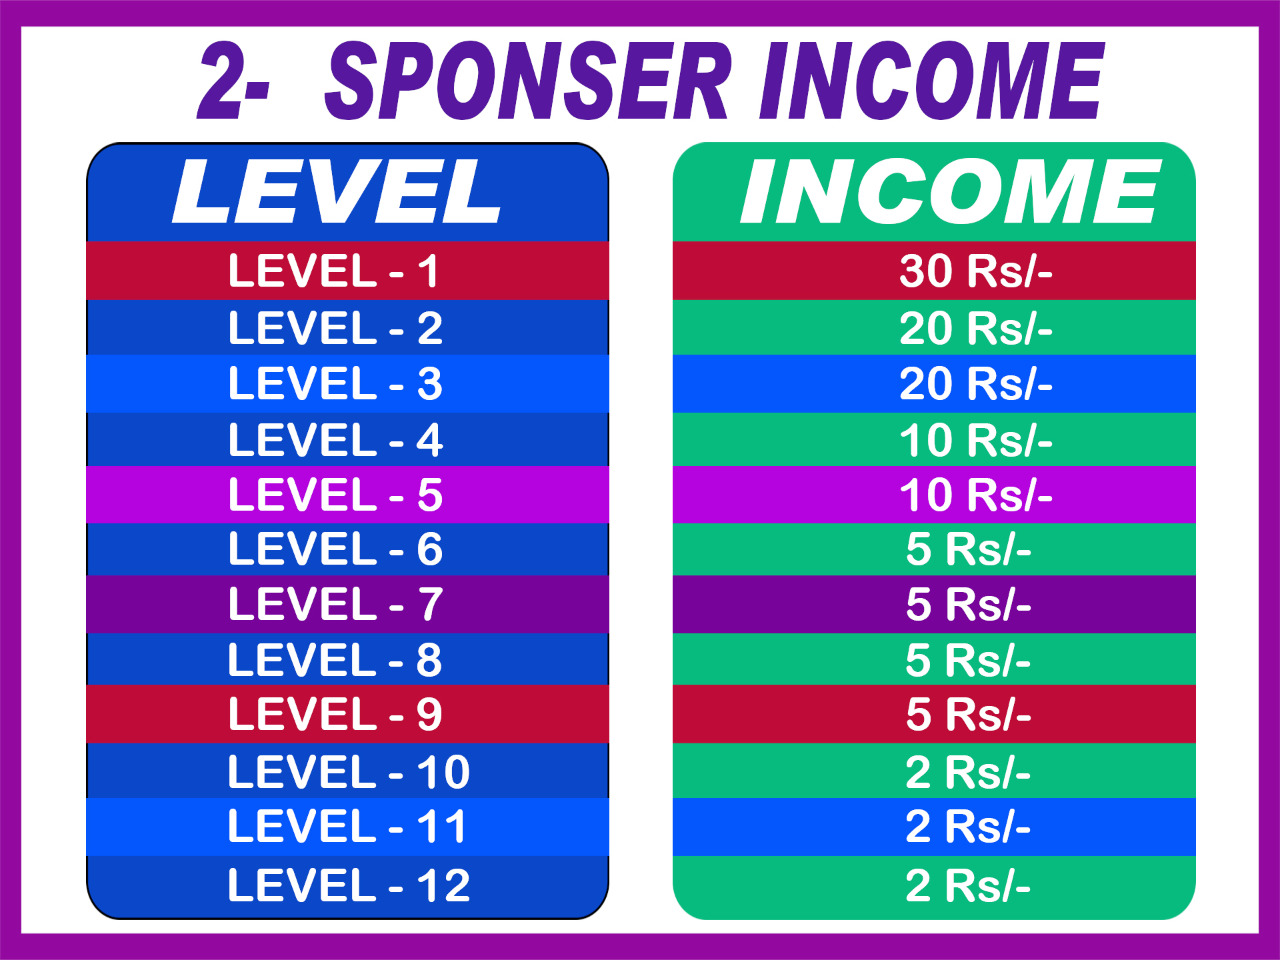 2- SPONSER INCOME
LEVEL INCOME
LEVEL - 1 30 Rs/-
LEVEL - 2 20 Rs/-
LEVEL - 3 20 Rs/-
LEVEL - 4 10 Rs/-
LEVEL - 5 10 Rs/-
LEVEL - 6 5 Rs/-
LEVEL - 7 5 Rs/-
LEVEL - 8 5 Rs/-
LEVEL - 9 5 Rs/-
LEVEL - 10 2 Rs/-
LEVEL - 11 2 Rs/-
LEVEL - 12 2 Rs/-